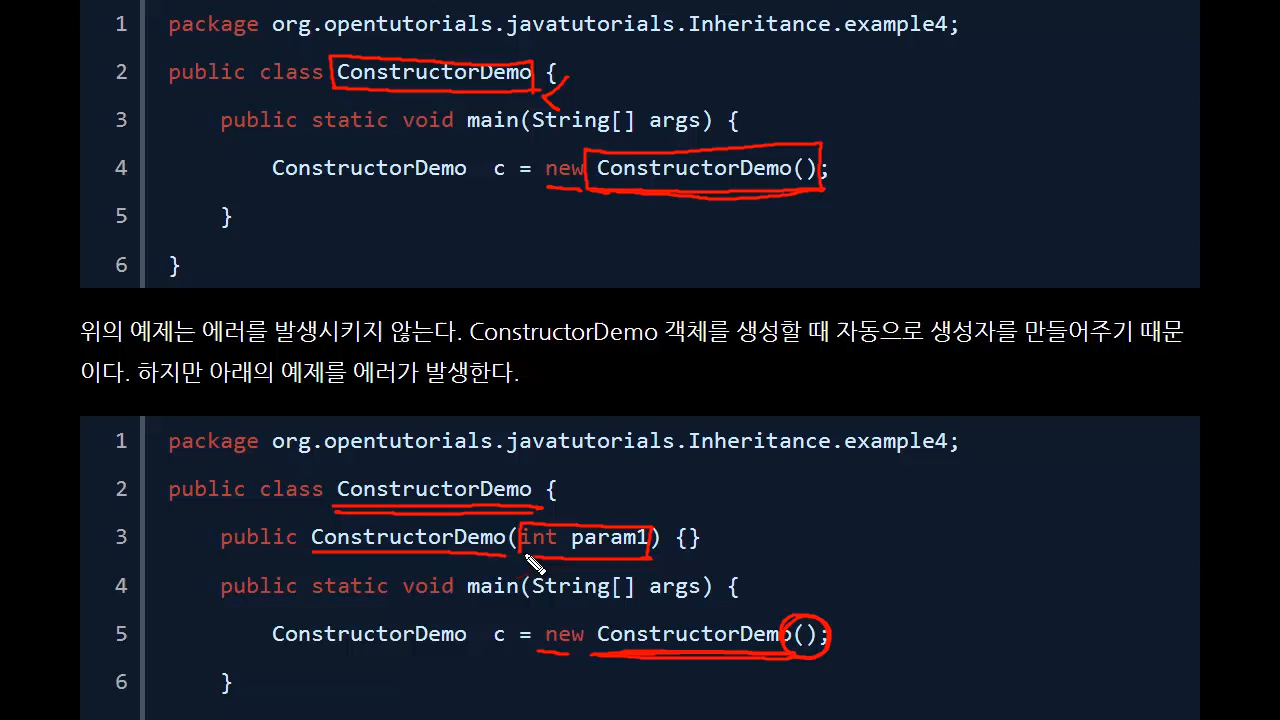 1 package org.opentutorials.javatutorials.Inheritance.example4;
2 public class ConstructorDemo {
3 public static void main(String[] args) {
4 ConstructorDemo c = new ConstructorDemo();
5 }
6 }
위의 예제는 에러를 발생시키지 않는다. ConstructorDemo 객체를 생성할 때 자동으로 생성자를 만들어주기 때문
이다. 하지만 아래의 예제를 에러가 발생한다.
1 package org.opentutorials.javatutorials.Inheritance.example4;
2 public class ConstructorDemo {
3 public ConstructorDemo(int param1) {}
4 public static void main(String[] args) {
5 ConstructorDemo c = new ConstructorDemo();
6 }